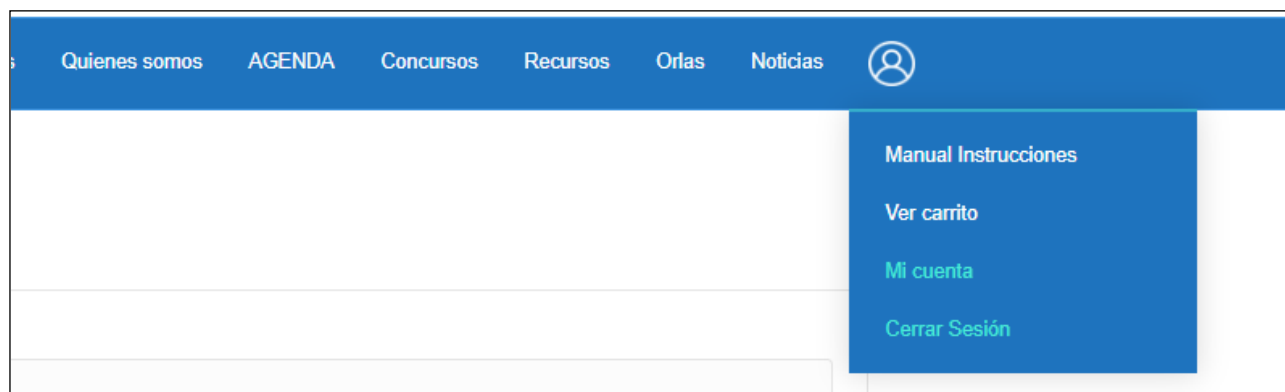 Quienes somos AGENDA Concursos Recursos Orlas Noticias
Manual Instrucciones
Ver carrito
Mi cuenta
Cerrar Sesión